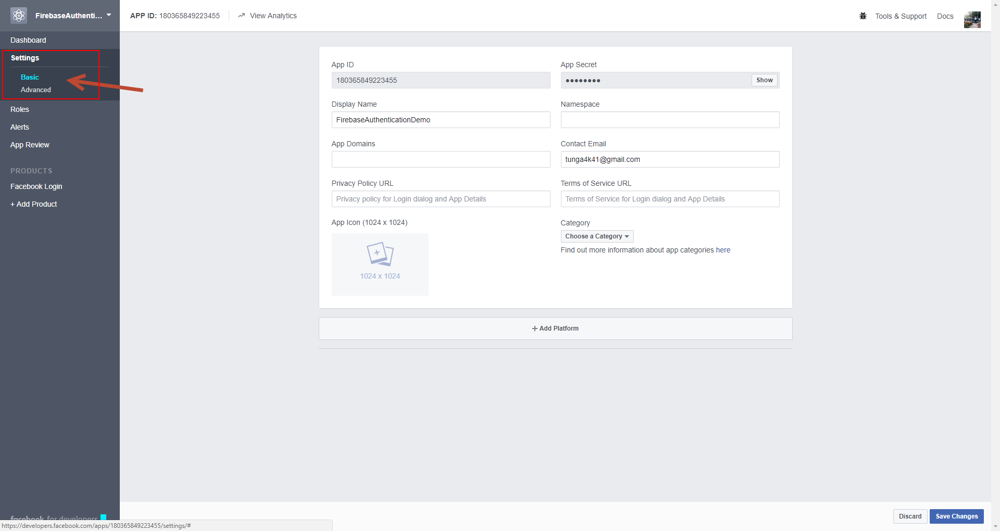 FirebaseAuthenti...
APP ID: 180365849223455
View Analytics
Tools & Support
Docs
Dashboard
Settings
Basic
Advanced
Roles
Alerts
App Review
PRODUCTS
Facebook Login
+ Add Product
App ID
180365849223455
App Secret
●●●●●●●●
Show
Display Name
FirebaseAuthenticationDemo
Namespace
App Domains
Contact Email
tunga4k41@gmail.com
Privacy Policy URL
Privacy policy for Login dialog and App Details
Terms of Service URL
Terms of Service for Login dialog and App Details
App Icon (1024 x 1024)
1024 x 1024
Category
Choose a Category
Find out more information about app categories here
+ Add Platform
facebook for developers
Discard
Save Changes
https://developers.facebook.com/apps/180365849223455/settings/#